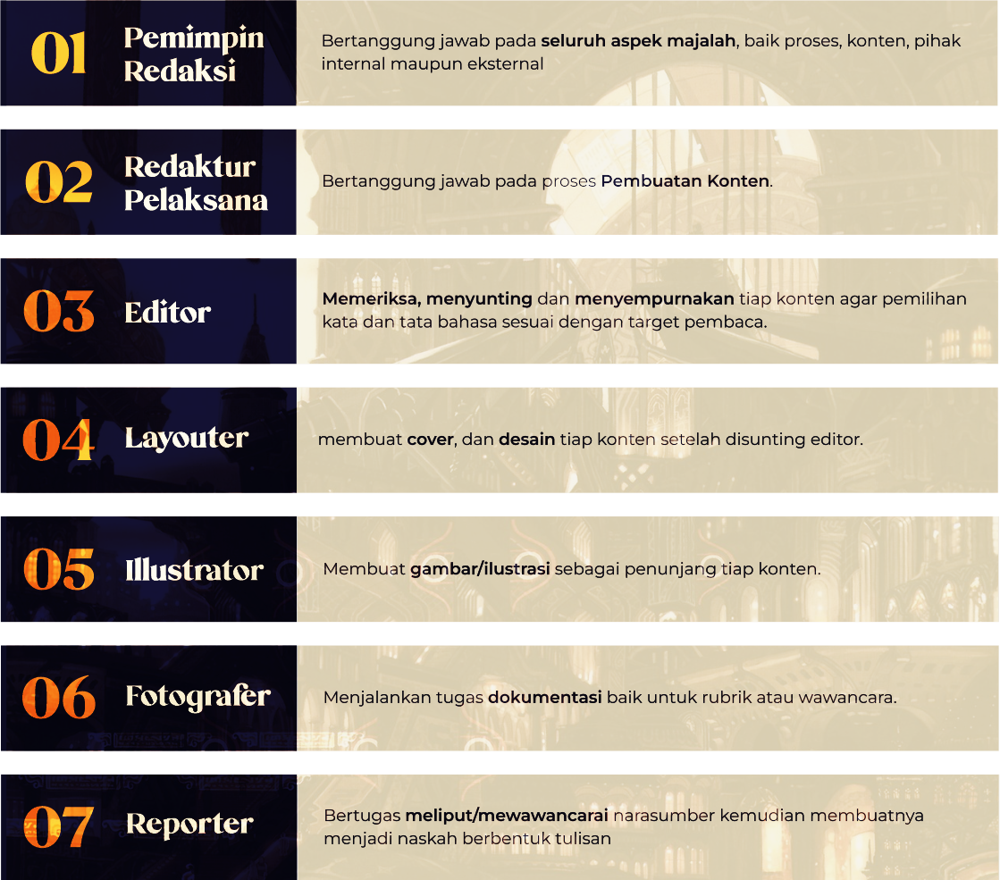 01
Pemimpin
Redaksi
Bertanggung jawab pada seluruh aspek majalah, baik proses, konten, pihak
internal maupun eksternal
02
Redaktur
Pelaksana
Bertanggung jawab pada proses Pembuatan Konten.
03
Editor
Memeriksa, menyunting dan menyempurnakan tiap konten agar pemilihan
kata dan tata bahasa sesuai dengan target pembaca.
04
Layouter
membuat cover, dan desain tiap konten setelah disunting editor.
05
Illustrator
Membuat gambar/ilustrasi sebagai penunjang tiap konten.
06
Fotografer
Menjalankan tugas dokumentasi baik untuk rubrik atau wawancara.
07
Reporter
Bertugas meliput/mewawancarai narasumber kemudian membuatnya
menjadi naskah berbentuk tulisan